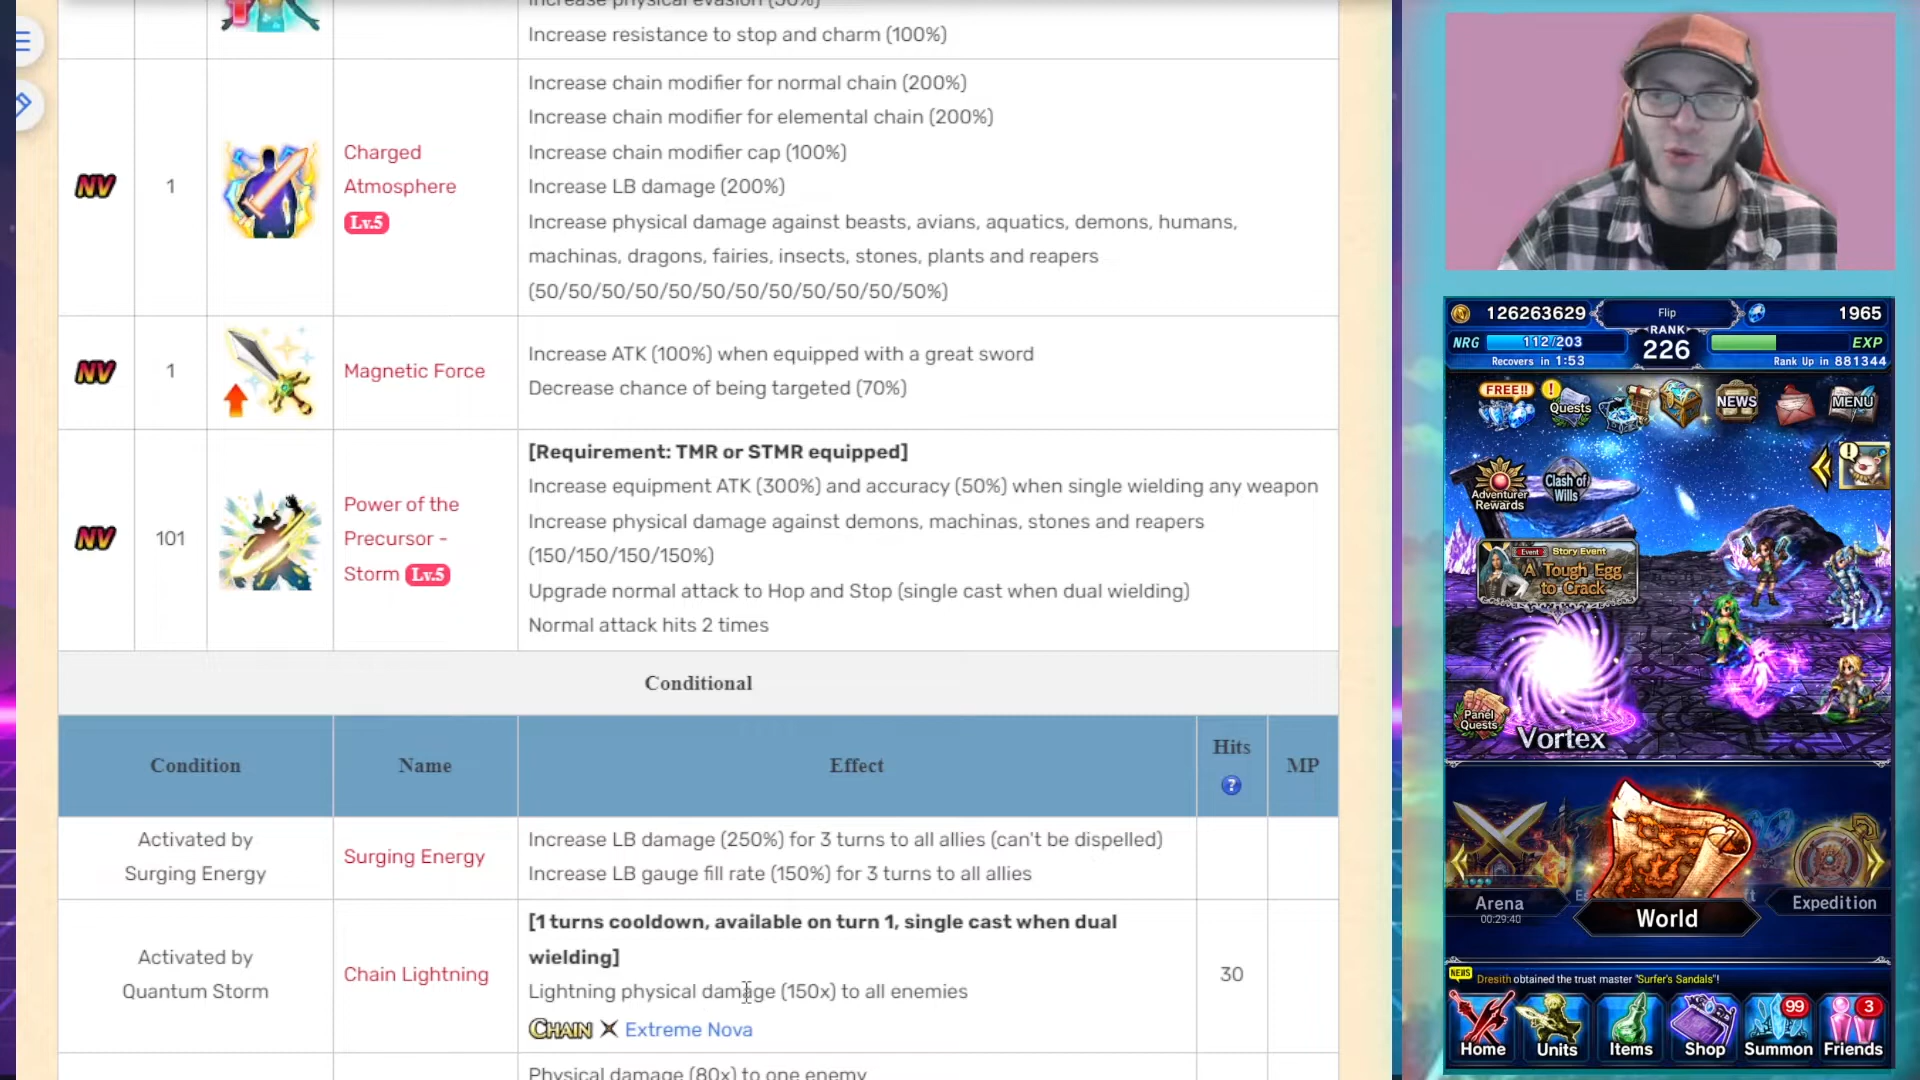 Increase physical evasion (30%)
Increase resistance to stop and charm (100%)
NV
1
Charged
Atmosphere
Lv.5
Increase chain modifier for normal chain (200%)
Increase chain modifier for elemental chain (200%)
Increase chain modifier cap (100%)
Increase LB damage (200%)
Increase physical damage against beasts, avians, aquatics, demons, humans,
machinas, dragons, fairies, insects, stones, plants and reapers
(50/50/50/50/50/50/50/50/50/50/50/50%)
NV
1
Magnetic Force
Increase ATK (100%) when equipped with a great sword
Decrease chance of being targeted (70%)
NV
101
Power of the
Precursor -
Storm Lv.5
[Requirement: TMR or STMR equipped]
Increase equipment ATK (300%) and accuracy (50%) when single wielding any weapon
Increase physical damage against demons, machinas, stones and reapers
(150/150/150/150%)
Upgrade normal attack to Hop and Stop (single cast when dual wielding)
Normal attack hits 2 times
Conditional
Condition
Name
Effect
Hits
?
MP
Activated by
Surging Energy
Surging Energy
Increase LB damage (250%) for 3 turns to all allies (can't be dispelled)
Increase LB gauge fill rate (150%) for 3 turns to all allies
Activated by
Quantum Storm
Chain Lightning
[1 turns cooldown, available on turn 1, single cast when dual
wielding]
Lightning physical damage (150x) to all enemies
CHAIN Extreme Nova
30
Physical damage (80x) to one enemy
126263629
Flip
1965
NRG
112/203
RANK
226
EXP
Recovers in 1:53
Rank Up in 881344
FREE!!
Quests
NEWS
MENU
Adventurer
Rewards
Clash of
Wills
Event Story Event
A Tough Egg
to Crack
Panel
Quests
Vortex
Arena
00:29:40
World
Expedition
NEWS
Dresith obtained the trust master "Surfer's Sandals"!
99
3
Home
Units
Items
Shop
Summon
Friends